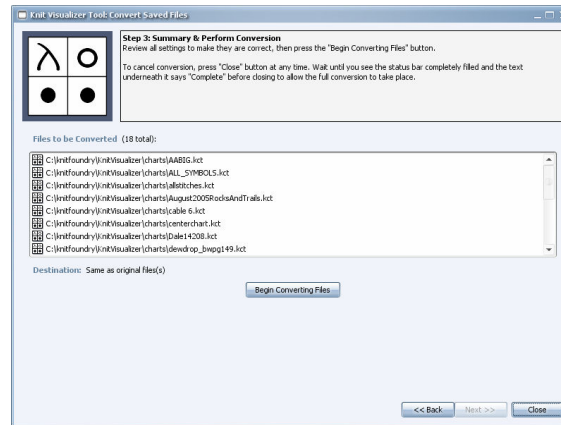 Knit Visualizer Tool: Convert Saved Files
Step 3: Summary & Perform Conversion
Review all settings to make they are correct, then press the "Begin Converting Files" button.
To cancel conversion, press "Close" button at any time. Wait until you see the status bar completely filled and the text
underneath it says "Complete" before closing to allow the full conversion to take place.
Files to be Converted (18 total):
C:\knitfoundry\KnitVisualizer\charts\AABIG.kct
C:\knitfoundry\KnitVisualizer\charts\ALL_SYMBOLS.kct
C:\knitfoundry\KnitVisualizer\charts\allstitches.kct
C:\knitfoundry\KnitVisualizer\charts\August2005RocksAndTrails.kct
C:\knitfoundry\KnitVisualizer\charts\cable 6.kct
C:\knitfoundry\KnitVisualizer\charts\centerchart.kct
C:\knitfoundry\KnitVisualizer\charts\Dale14208.kct
C:\knitfoundry\KnitVisualizer\charts\dewdrop_bwpg149.kct
Destination: Same as original files(s)
Begin Converting Files
<< Back Next >> Close